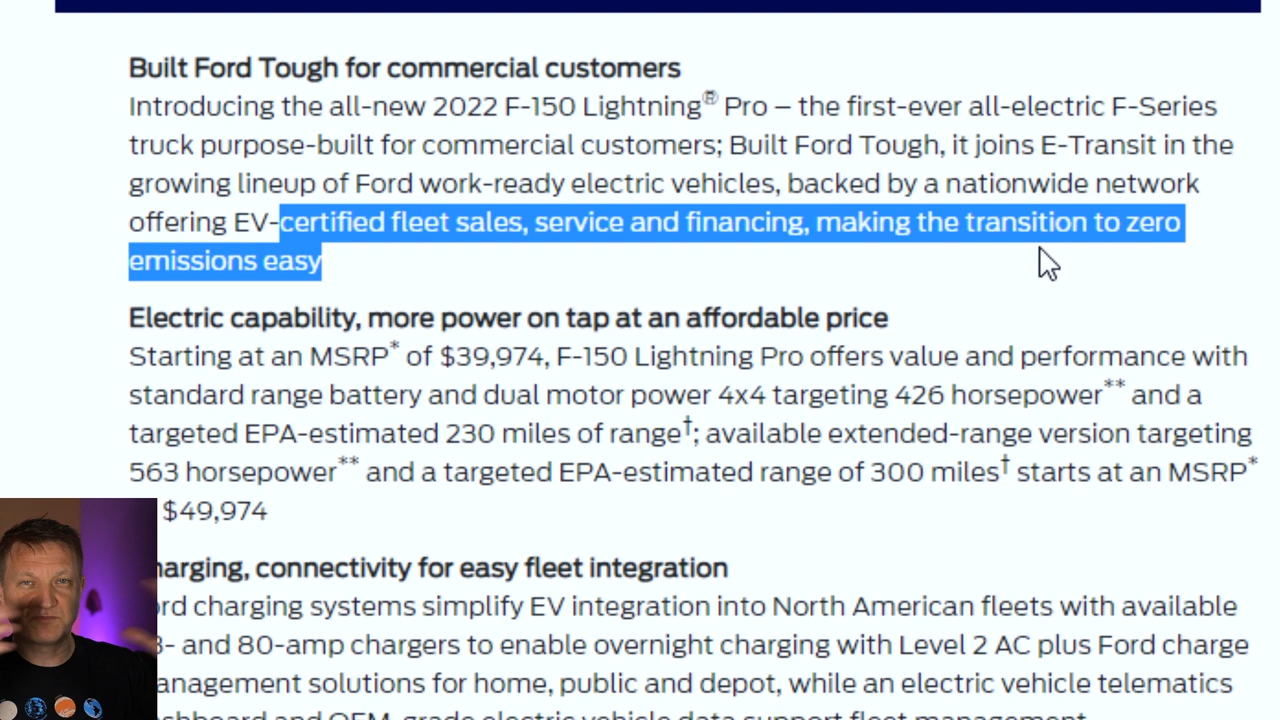 Built Ford Tough for commercial customers
Introducing the all-new 2022 F-150 Lightning® Pro – the first-ever all-electric F-Series
truck purpose-built for commercial customers; Built Ford Tough, it joins E-Transit in the
growing lineup of Ford work-ready electric vehicles, backed by a nationwide network
offering EV-certified fleet sales, service and financing, making the transition to zero
emissions easy
Electric capability, more power on tap at an affordable price
Starting at an MSRP* of $39,974, F-150 Lightning Pro offers value and performance with
standard range battery and dual motor power 4x4 targeting 426 horsepower** and a
targeted EPA-estimated 230 miles of range†; available extended-range version targeting
563 horsepower** and a targeted EPA-estimated range of 300 miles† starts at an MSRP*
$49,974
connectivity for easy fleet integration
charging systems simplify EV integration into North American fleets with available
and 80-amp chargers to enable overnight charging with Level 2 AC plus Ford charge
solutions for home, public and depot, while an electric vehicle telematics